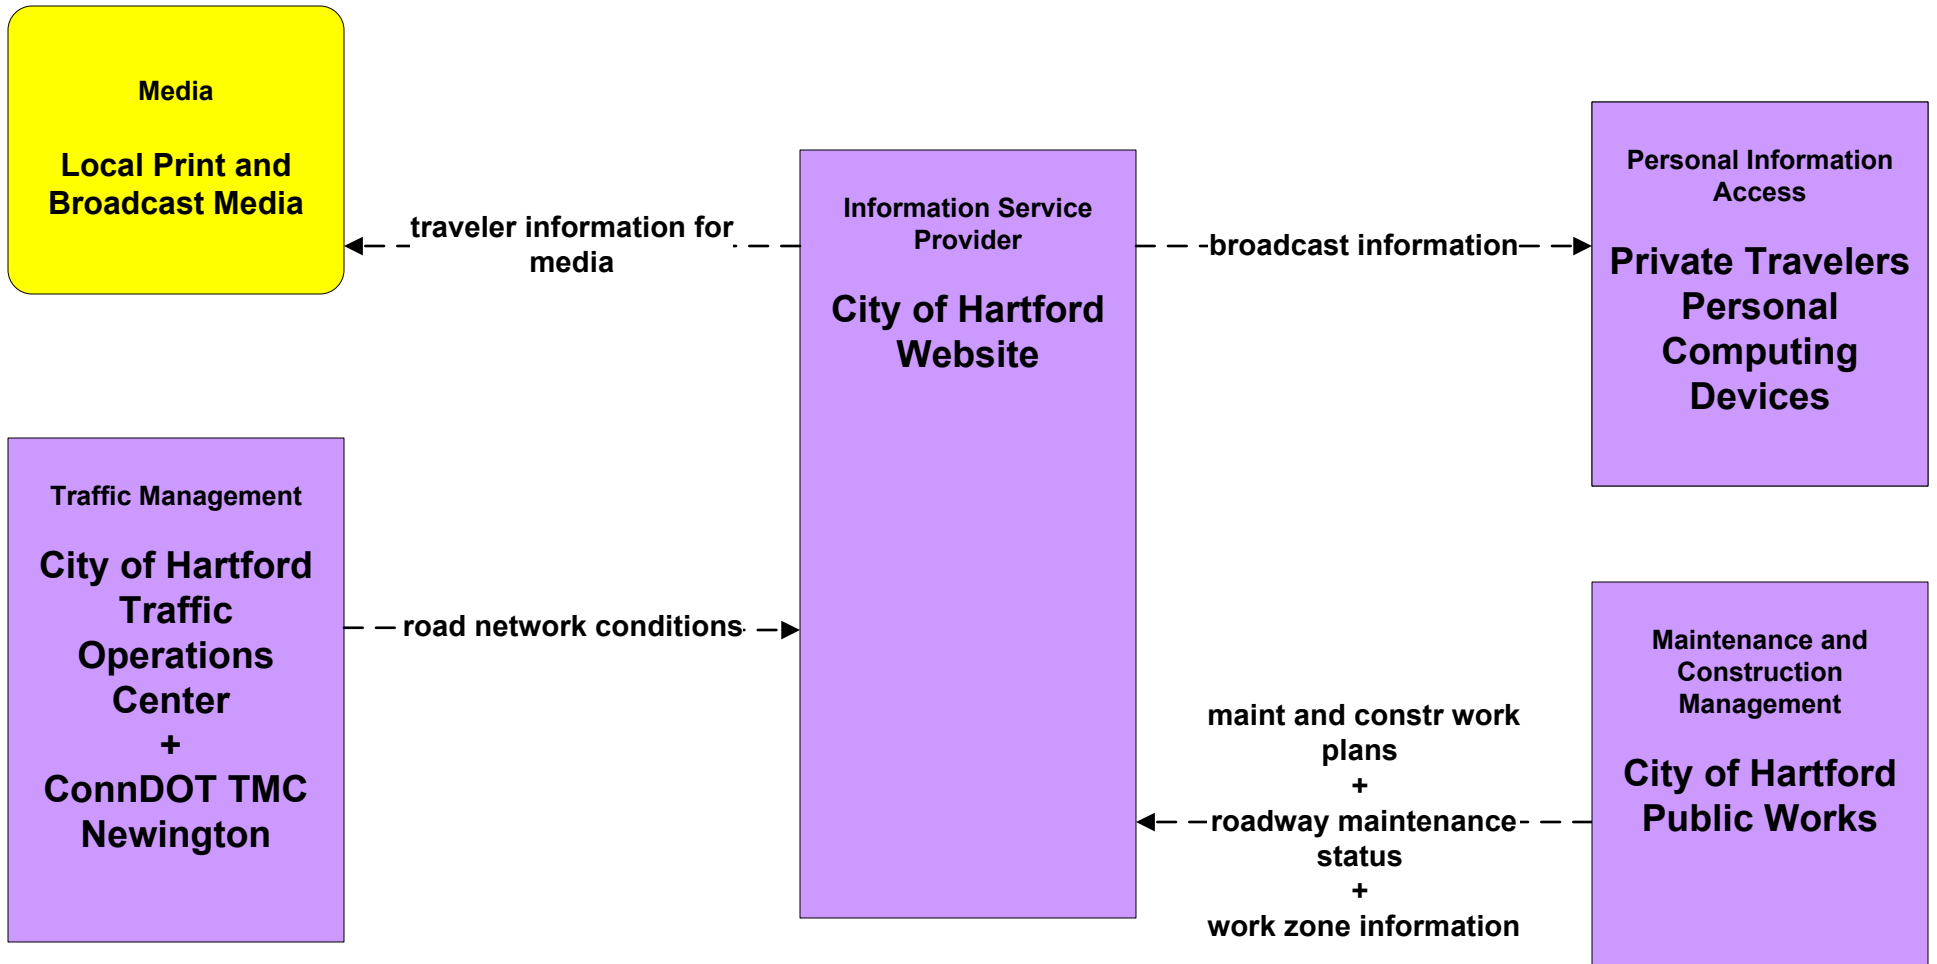 Media
Local Print and
Broadcast Media
traveler information for
media
Information Service
Provider
City of Hartford
Website
broadcast information
Personal Information
Access
Private Travelers
Personal
Computing
Devices
Traffic Management
City of Hartford
Traffic
Operations
Center
+
ConnDOT TMC
Newington
road network conditions
maint and constr work
plans
+
roadway maintenance
status
+
work zone information
Maintenance and
Construction
Management
City of Hartford
Public Works